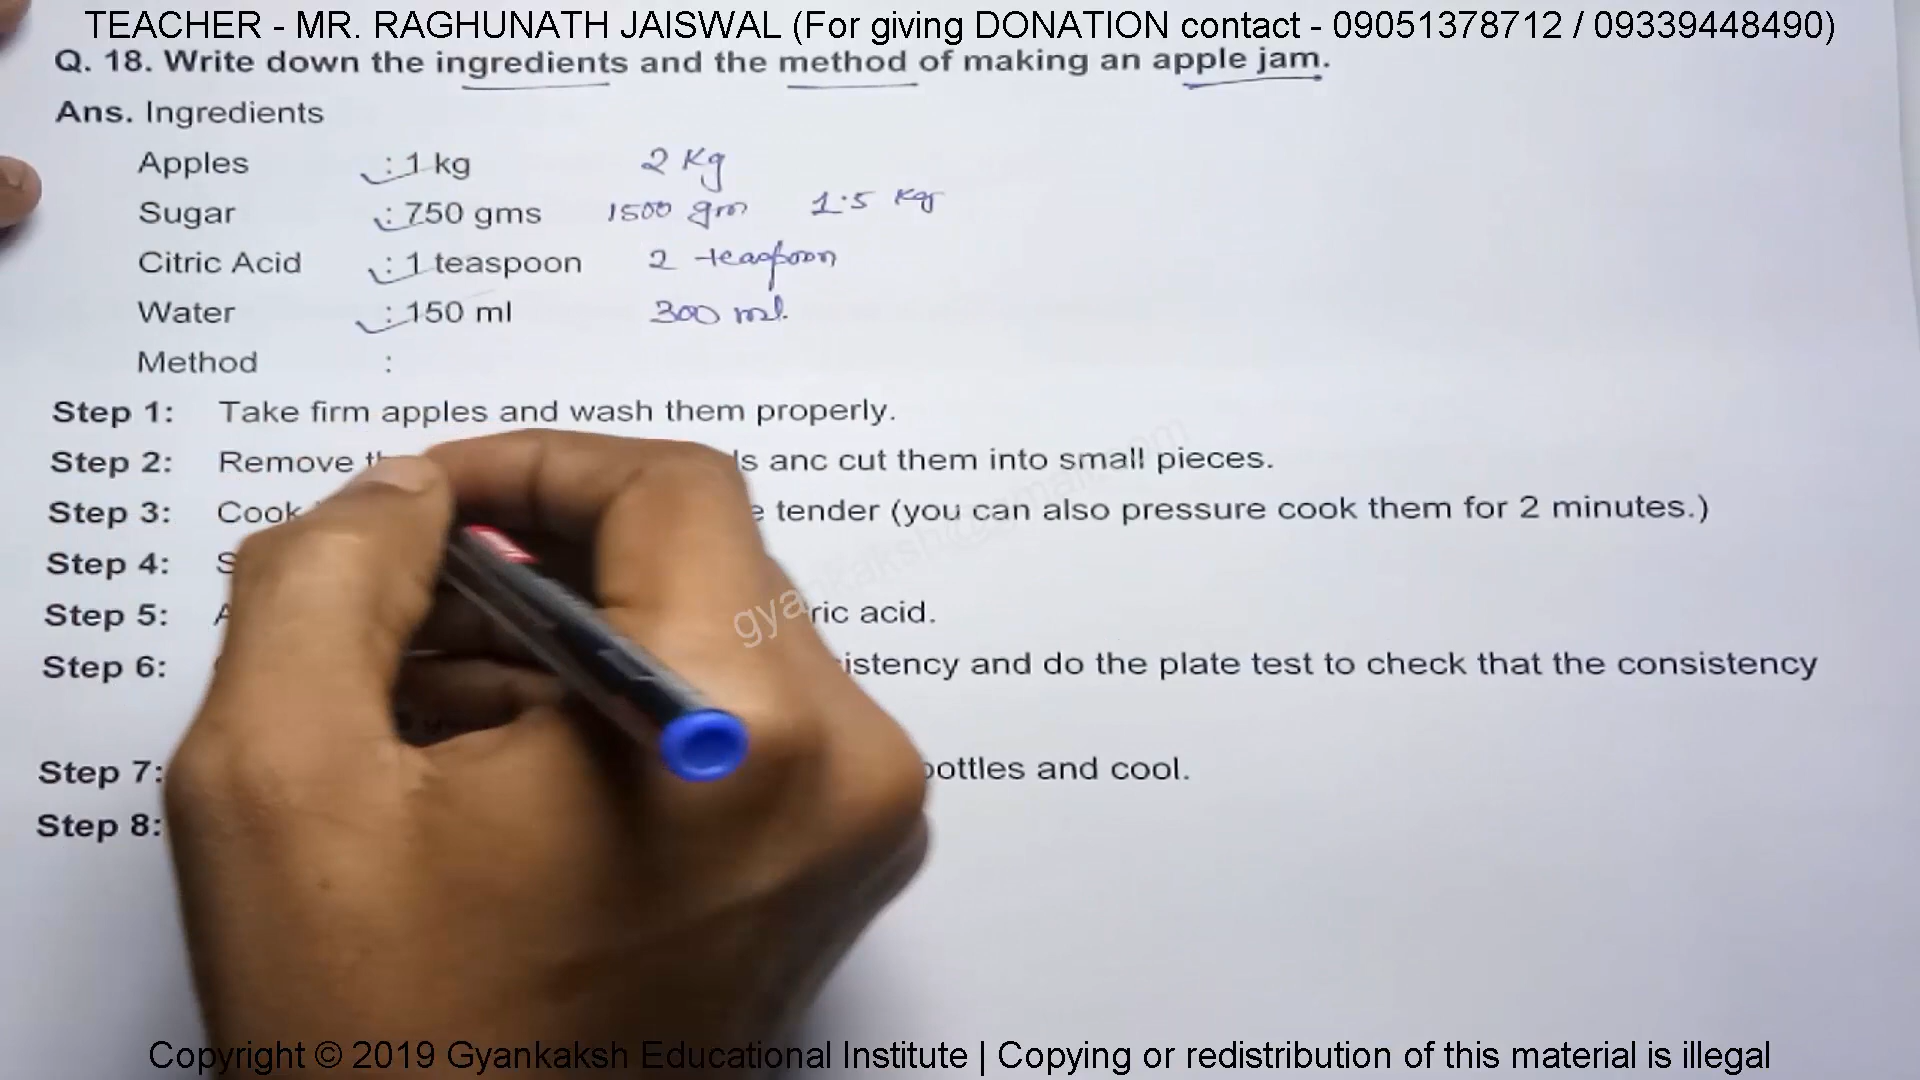 TEACHER - MR. RAGHUNATH JAISWAL (For giving DONATION contact - 09051378712 / 09339448490)
Q. 18. Write down the ingredients and the method of making an apple jam.
Ans. Ingredients
Apples : 1 kg 2 Kg
Sugar : 750 gms 1500 gm 1.5 Kg
Citric Acid : 1 teaspoon 2 teaspoon
Water : 150 ml 300 ml
Method :
Step 1: Take firm apples and wash them properly.
Step 2: Remove anc cut them into small pieces.
Step 3: Cook tender (you can also pressure cook them for 2 minutes.)
Step 4:
Step 5: acid.
Step 6: and do the plate test to check that the consistency
Step 7: and cool.
Step 8:
Copyright © 2019 Gyankaksh Educational Institute | Copying or redistribution of this material is illegal